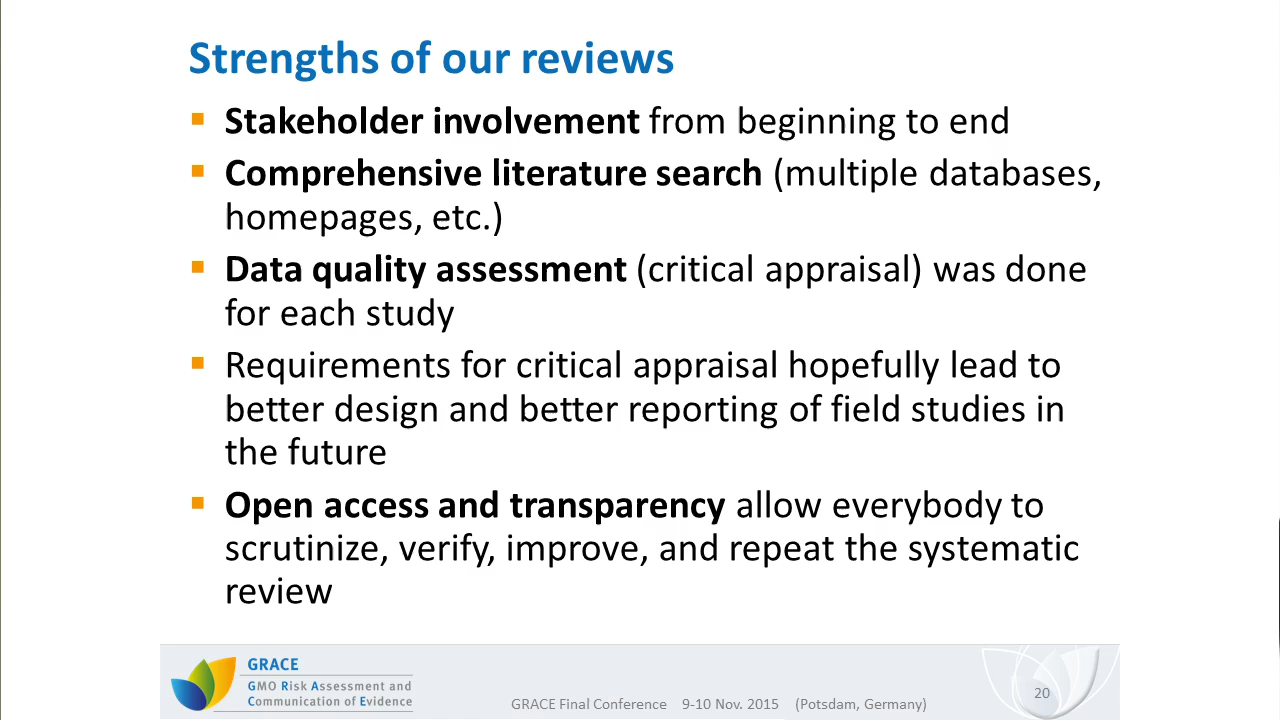 Strengths of our reviews
Stakeholder involvement from beginning to end
Comprehensive literature search (multiple databases,
homepages, etc.)
Data quality assessment (critical appraisal) was done
for each study
Requirements for critical appraisal hopefully lead to
better design and better reporting of field studies in
the future
Open access and transparency allow everybody to
scrutinize, verify, improve, and repeat the systematic
review
GRACE
GMO Risk Assessment and
Communication of Evidence
GRACE Final Conference 9-10 Nov. 2015 (Potsdam, Germany)
20